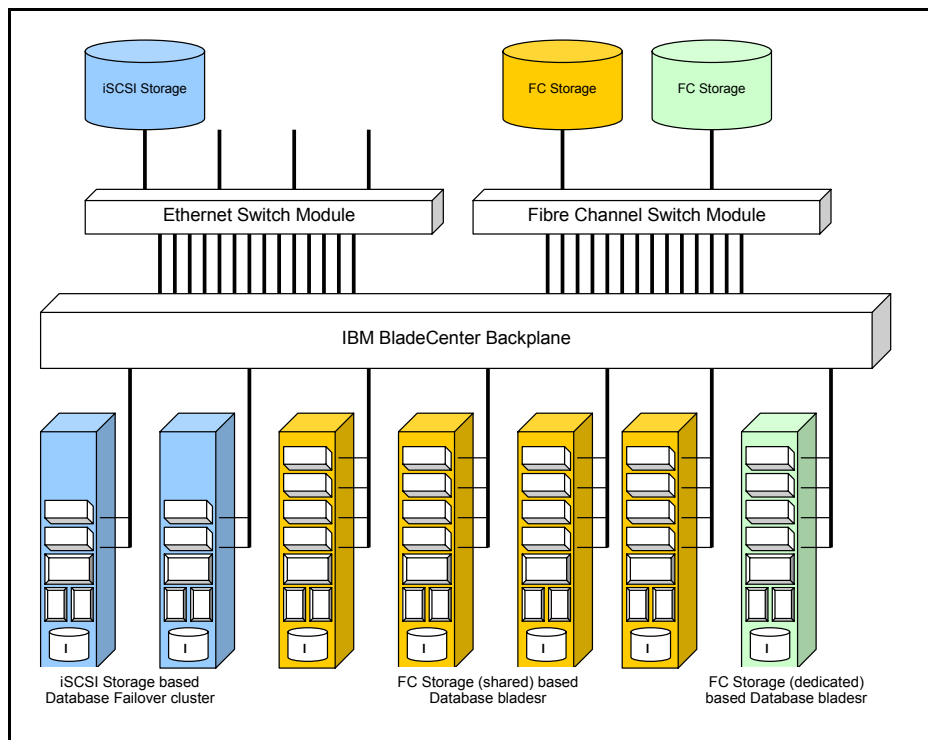 iSCSI Storage
FC Storage
FC Storage
Ethernet Switch Module
Fibre Channel Switch Module
IBM BladeCenter Backplane
I
I
I
I
I
I
I
iSCSI Storage based
Database Failover cluster
FC Storage (shared) based
Database bladesr
FC Storage (dedicated)
based Database bladesr